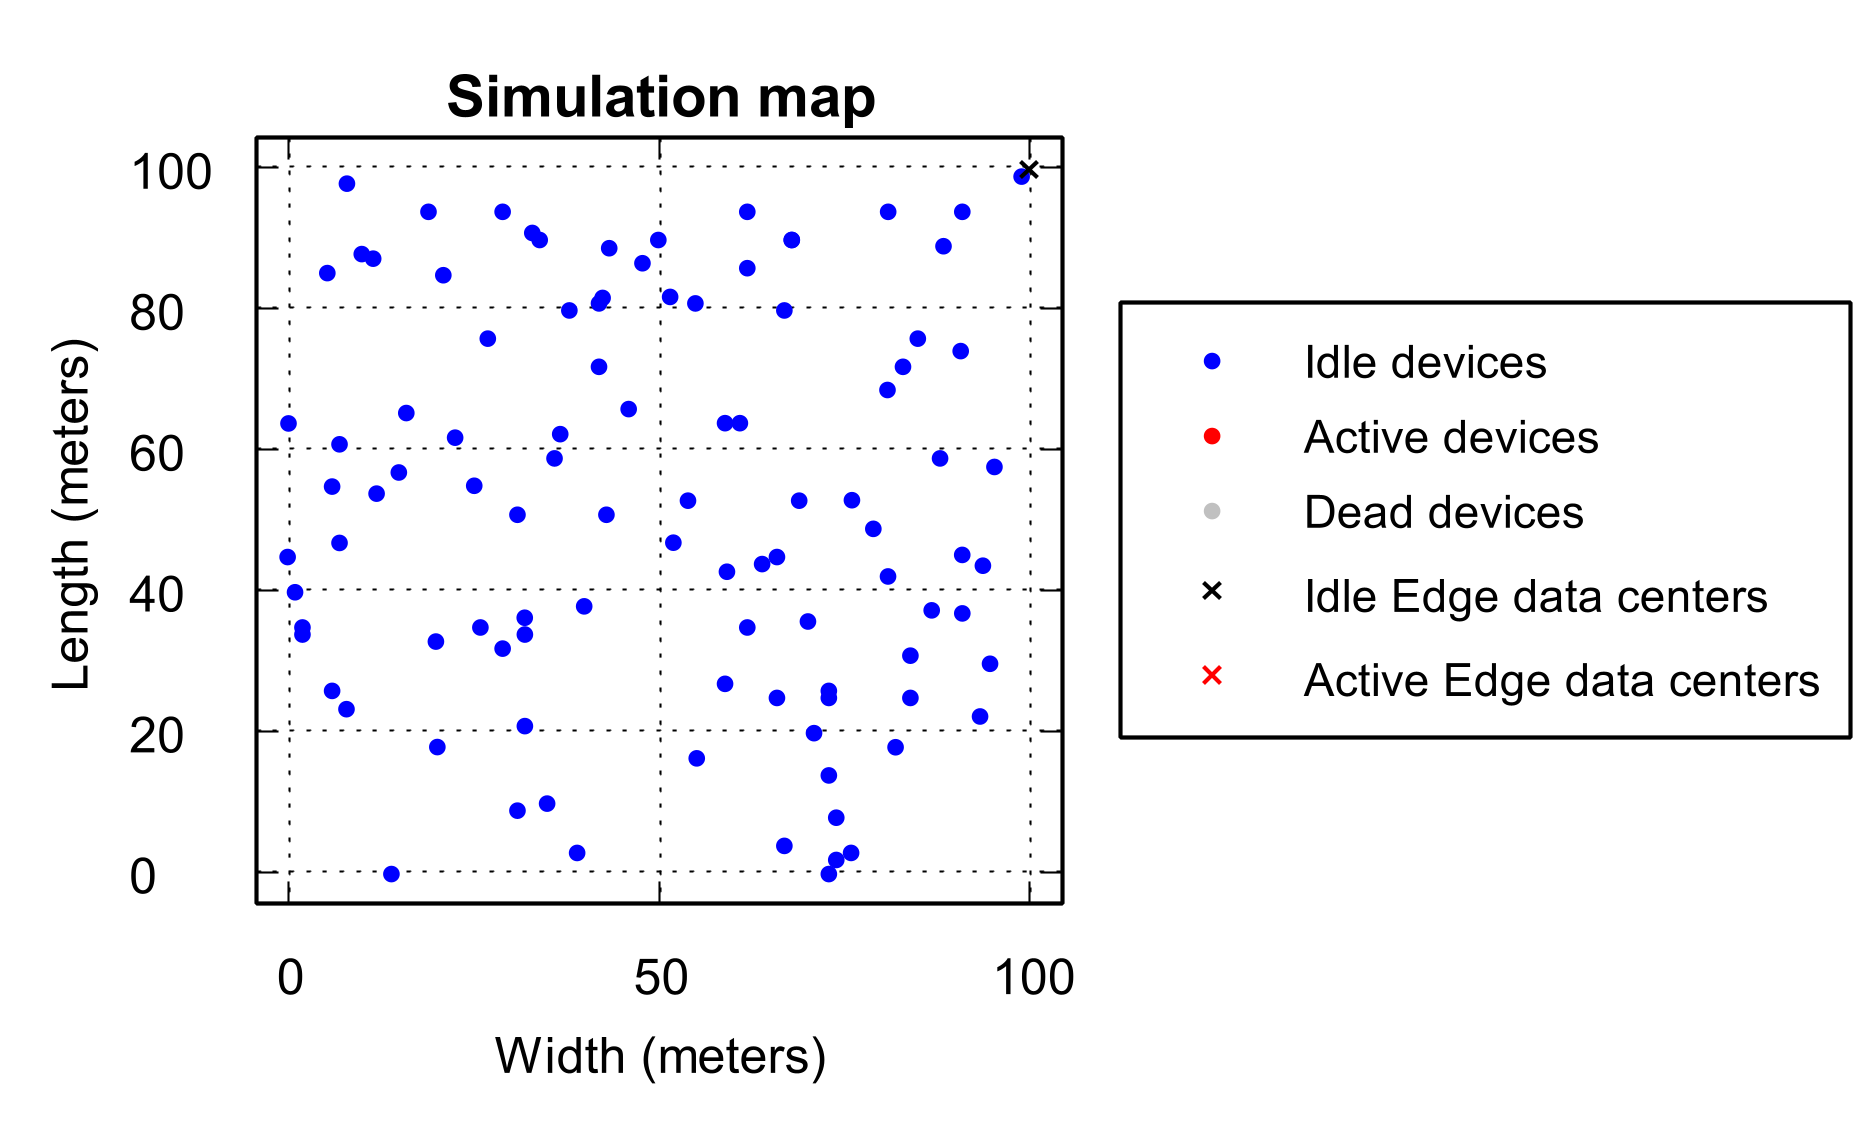 Simulation map
100
80
60
40
20
0
Length (meters)
0 50 100
Width (meters)
Idle devices
Active devices
Dead devices
Idle Edge data centers
Active Edge data centers